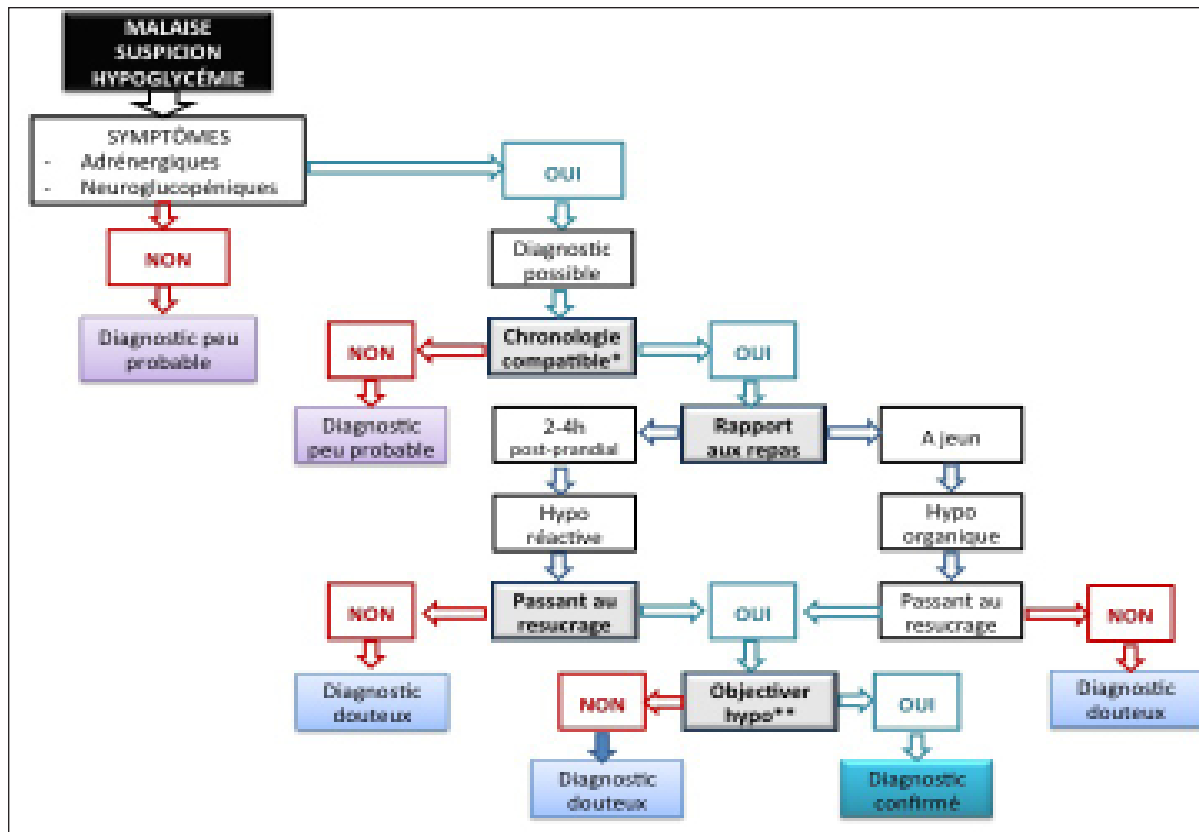 MALAISE
SUSPICION
HYPOGLYCÉMIE
SYMPTÔMES
- Adrénergiques
- Neuroglucopéniques
OUI
NON
Diagnostic
possible
Diagnostic peu
probable
NON
Chronologie
compatible*
OUI
Diagnostic
peu probable
2-4h
post-prandial
Rapport
aux repas
A jeun
Hypo
réactive
Hypo
organique
NON
Passant au
resucrage
OUI
Passant au
resucrage
NON
Diagnostic
douteux
NON
Objectiver
hypo**
OUI
Diagnostic
douteux
Diagnostic
douteux
Diagnostic
confirmé